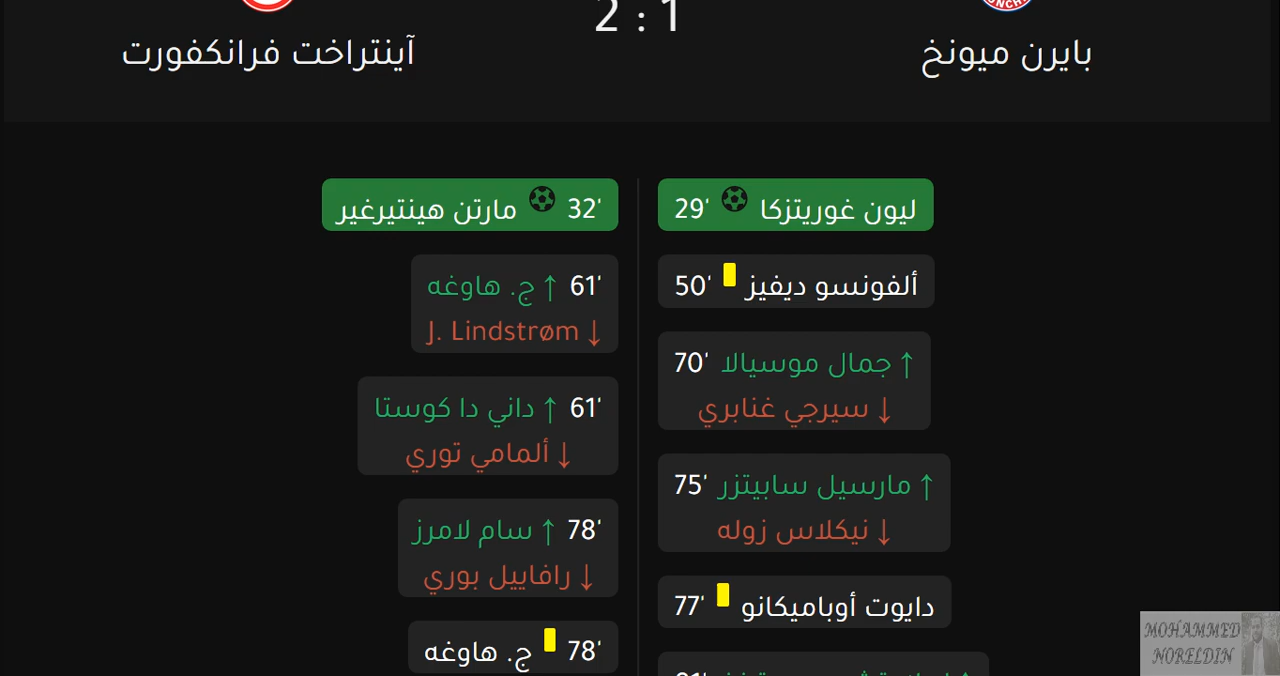 2 : 1
بايرن ميونخ
آينتراخت فرانكفورت
ليون غوريتزكا 29'
ألفونسو ديفيز 50'
↑ جمال موسيالا 70'
↓ سيرجي غنابري
↑ مارسيل سابيتزر 75'
↓ نيكلاس زوله
دايوت أوباميكانو 77'
32' مارتن هينتيرغير
61' ↑ ج. هاوغه
↓ J. Lindstrøm
61' ↑ داني دا كوستا
↓ ألمامي توري
78' ↑ سام لامرز
↓ رافاييل بوري
78' ج. هاوغه
MOHAMMED
NORELDIN